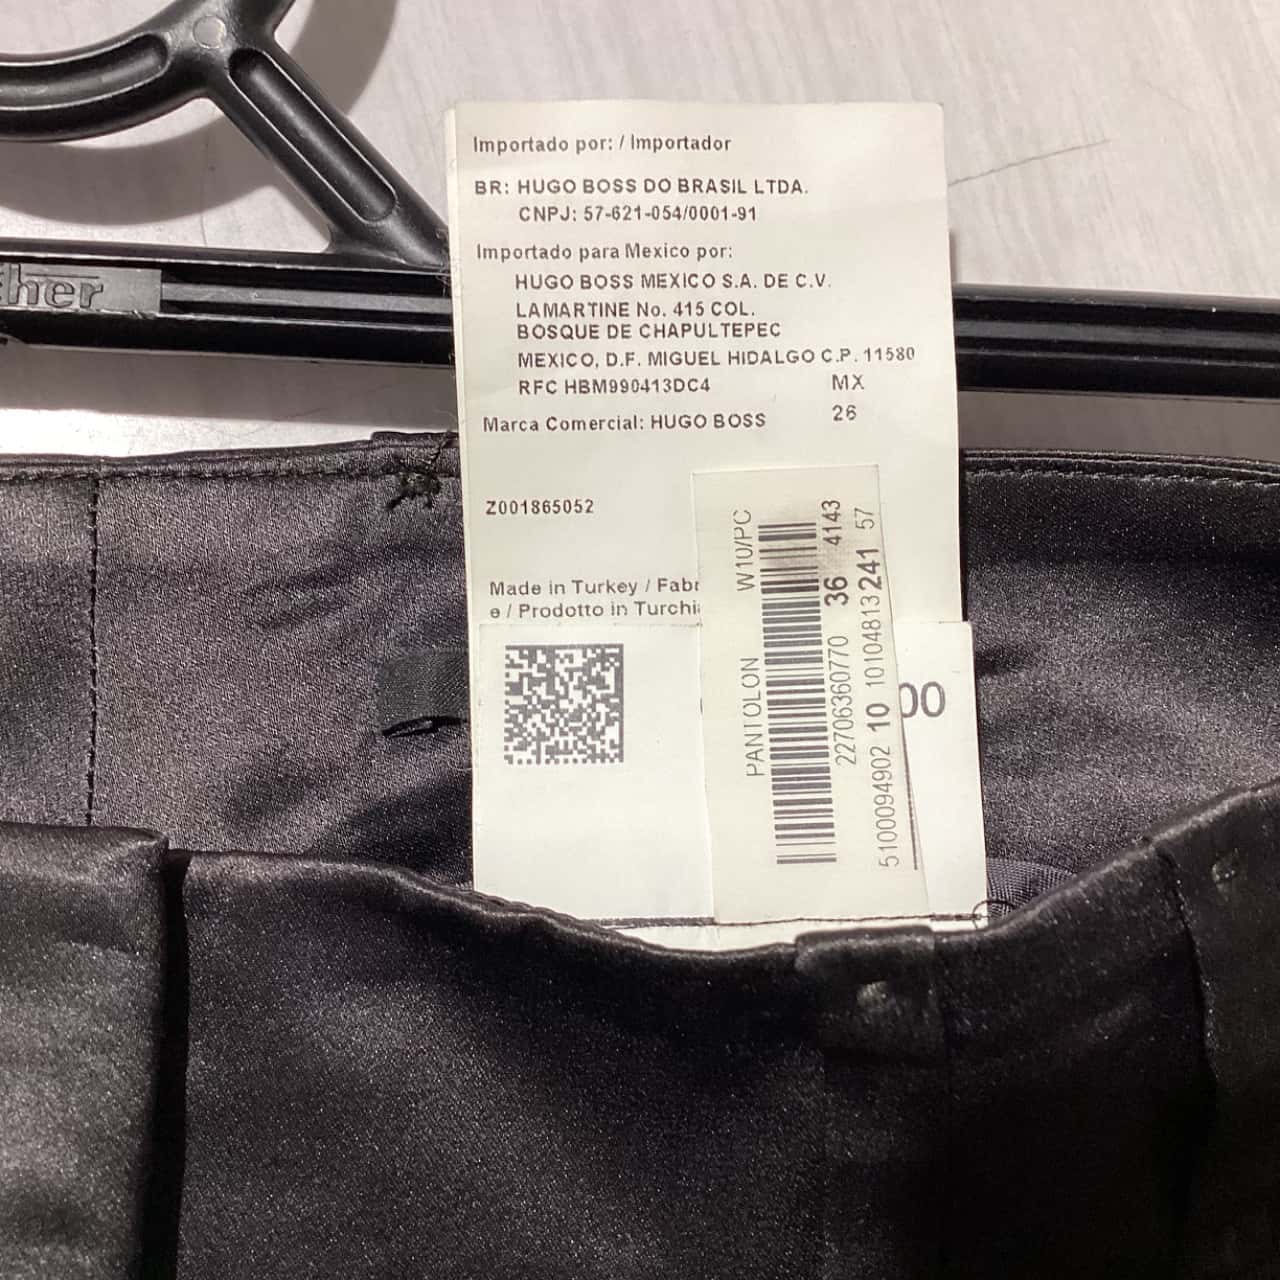 cher
Importado por: / Importador
BR: HUGO BOSS DO BRASIL LTDA.
CNPJ: 57-621-054/0001-91
Importado para Mexico por:
HUGO BOSS MEXICO S.A. DE C.V.
LAMARTINE No. 415 COL.
BOSQUE DE CHAPULTEPEC
MEXICO, D.F. MIGUEL HIDALGO C.P. 11580
RFC HBM990413DC4 MX
Marca Comercial: HUGO BOSS 26
Z001865052
Made in Turkey / Fabr
e / Prodotto in Turchi
00
PANTOLON W10/PC
22706360770 36 4143
5100094902 10 10104813241 57